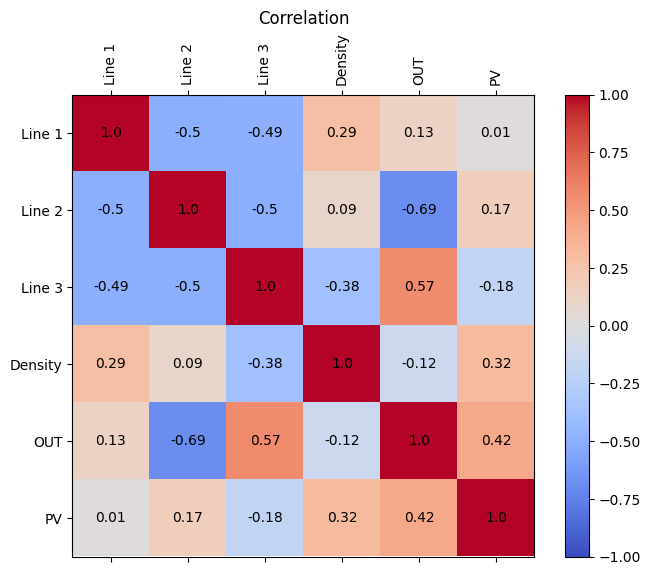 Correlation
Line 1 Line 2 Line 3 Density OUT PV
Line 1 1.0 -0.5 -0.49 0.29 0.13 0.01
Line 2 -0.5 1.0 -0.5 0.09 -0.69 0.17
Line 3 -0.49 -0.5 1.0 -0.38 0.57 -0.18
Density 0.29 0.09 -0.38 1.0 -0.12 0.32
OUT 0.13 -0.69 0.57 -0.12 1.0 0.42
PV 0.01 0.17 -0.18 0.32 0.42 1.0
1.00
0.75
0.50
0.25
0.00
−0.25
−0.50
−0.75
−1.00